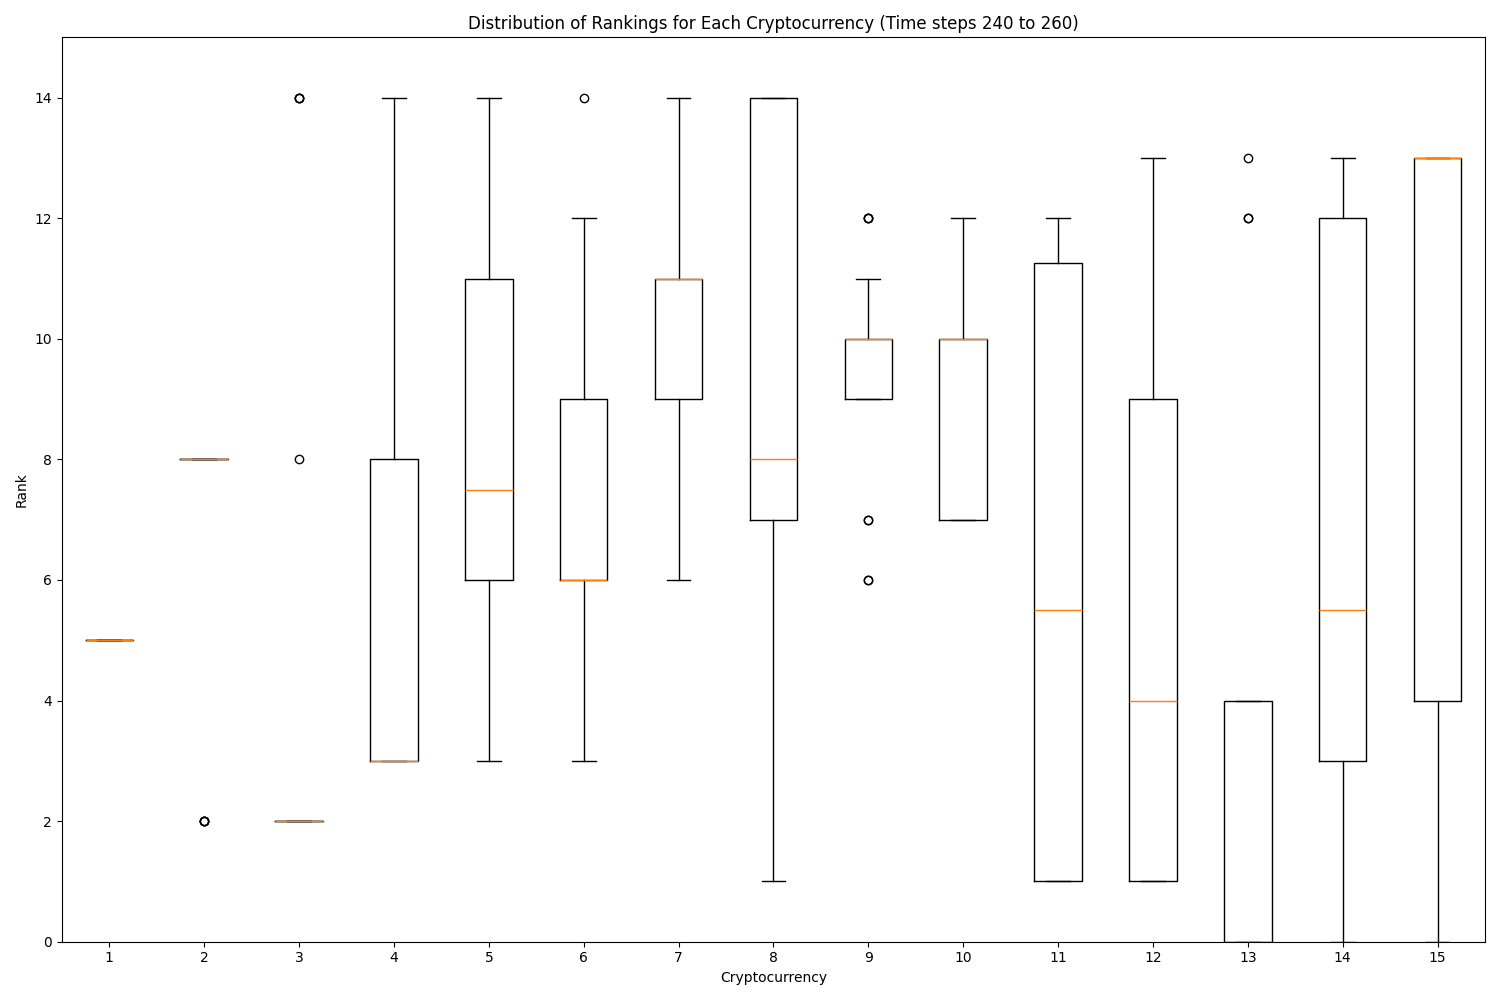 Distribution of Rankings for Each Cryptocurrency (Time steps 240 to 260)
Rank
14
12
10
8
6
4
2
0
1 2 3 4 5 6 7 8 9 10 11 12 13 14 15
Cryptocurrency